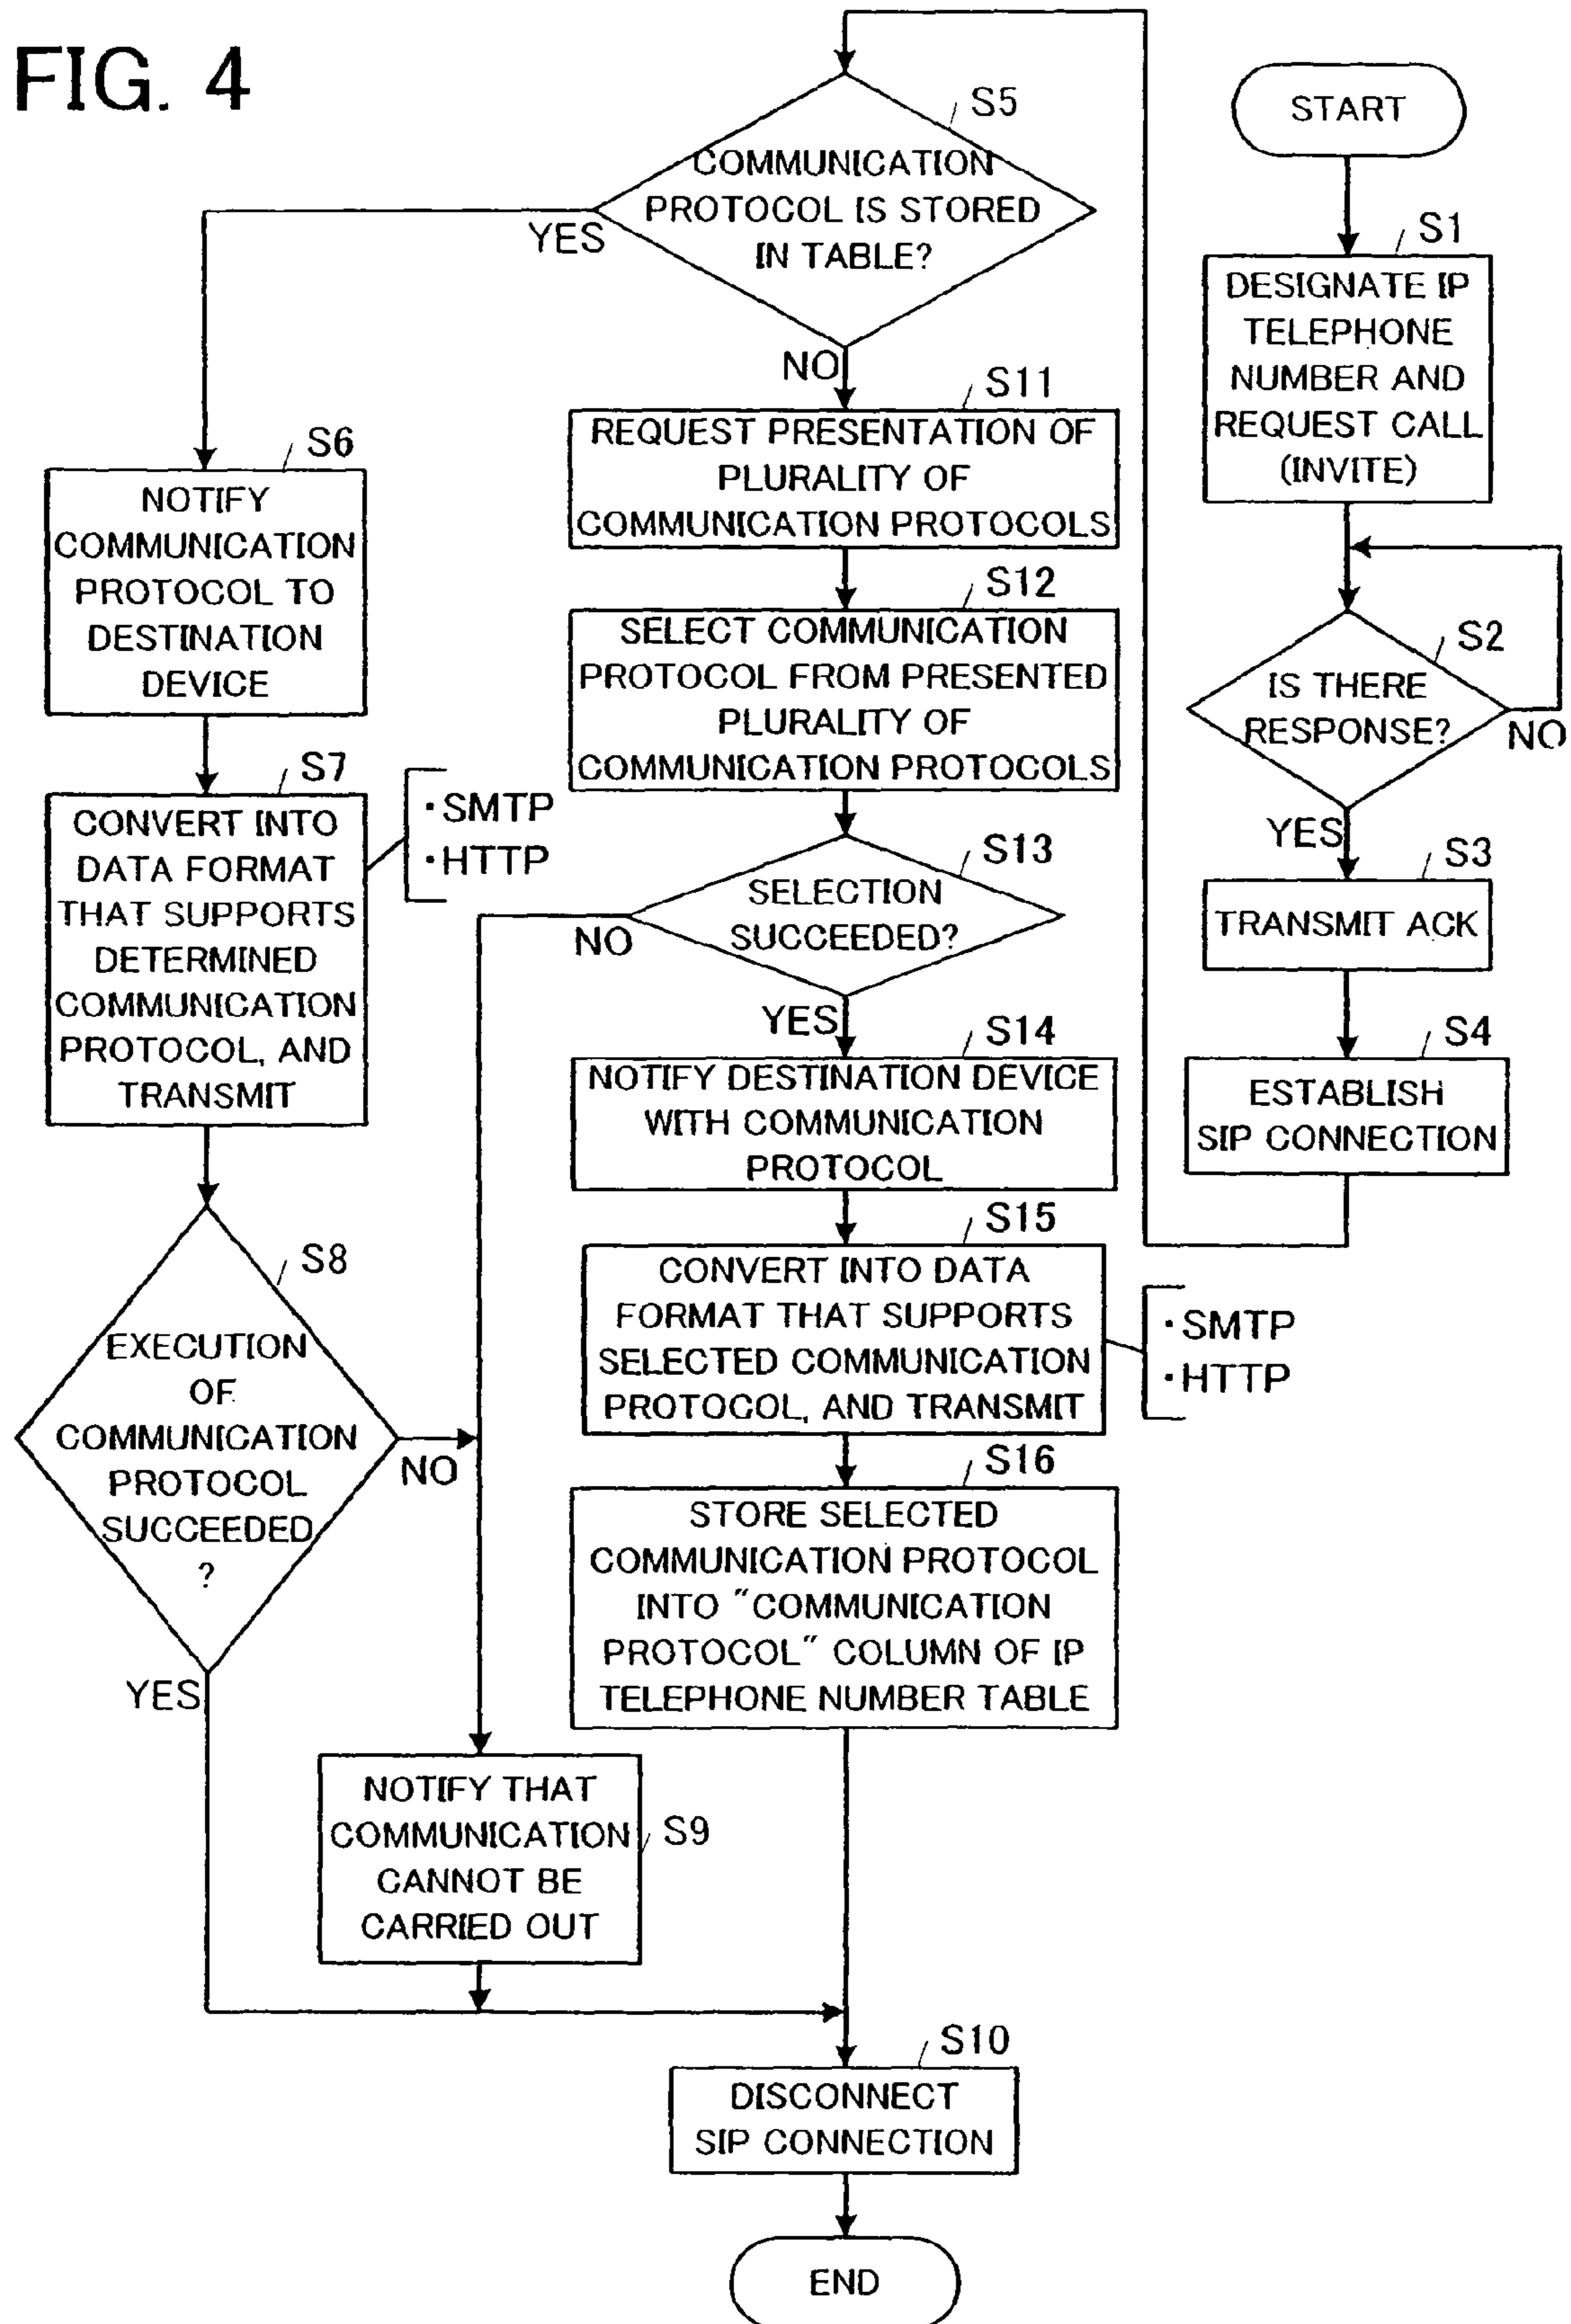 FIG. 4
START
S1
DESIGNATE IP
TELEPHONE
NUMBER AND
REQUEST CALL
(INVITE)
S2
IS THERE
RESPONSE?
NO
YES
S3
TRANSMIT ACK
S4
ESTABLISH
SIP CONNECTION
S5
COMMUNICATION
PROTOCOL IS STORED
IN TABLE?
YES
NO
S6
NOTIFY
COMMUNICATION
PROTOCOL TO
DESTINATION
DEVICE
S7
CONVERT INTO
DATA FORMAT
THAT SUPPORTS
DETERMINED
COMMUNICATION
PROTOCOL, AND
TRANSMIT
・SMTP
・HTTP
S8
EXECUTION
OF
COMMUNICATION
PROTOCOL
SUCCEEDED
?
NO
YES
S9
NOTIFY THAT
COMMUNICATION
CANNOT BE
CARRIED OUT
S11
REQUEST PRESENTATION OF
PLURALITY OF
COMMUNICATION PROTOCOLS
S12
SELECT COMMUNICATION
PROTOCOL FROM PRESENTED
PLURALITY OF
COMMUNICATION PROTOCOLS
S13
SELECTION
SUCCEEDED?
NO
YES
S14
NOTIFY DESTINATION DEVICE
WITH COMMUNICATION
PROTOCOL
S15
CONVERT INTO DATA
FORMAT THAT SUPPORTS
SELECTED COMMUNICATION
PROTOCOL, AND TRANSMIT
・SMTP
・HTTP
S16
STORE SELECTED
COMMUNICATION PROTOCOL
INTO "COMMUNICATION
PROTOCOL" COLUMN OF IP
TELEPHONE NUMBER TABLE
S10
DISCONNECT
SIP CONNECTION
END